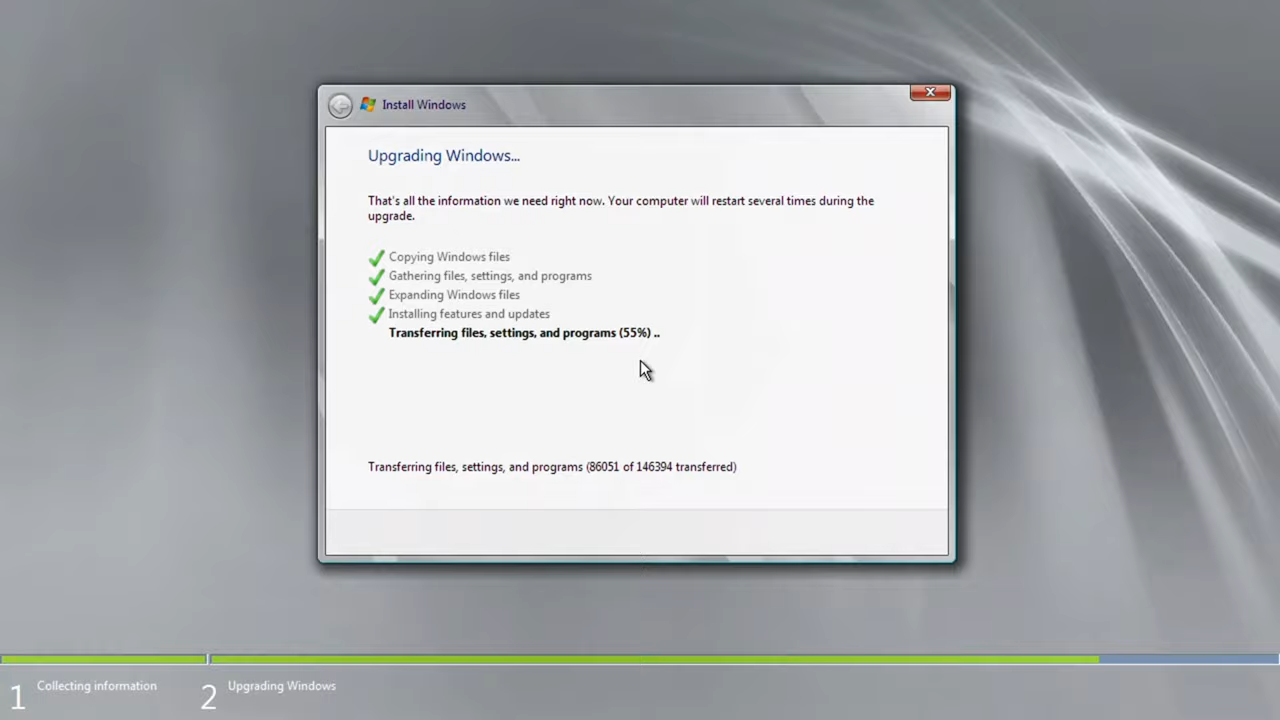 Install Windows
Upgrading Windows...
That's all the information we need right now. Your computer will restart several times during the
upgrade.
Copying Windows files
Gathering files, settings, and programs
Expanding Windows files
Installing features and updates
Transferring files, settings, and programs (55%) ..
Transferring files, settings, and programs (86051 of 146394 transferred)
1 Collecting information
2 Upgrading Windows